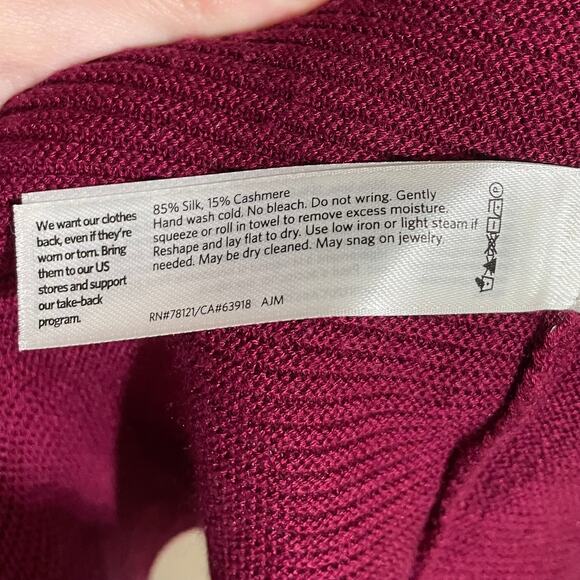 We want our clothes
back, even if they're
worn or torn. Bring
them to our US
stores and support
our take-back
program.
85% Silk, 15% Cashmere
Hand wash cold. No bleach. Do not wring. Gently
squeeze or roll in towel to remove excess moisture.
Reshape and lay flat to dry. Use low iron or light steam if
needed. May be dry cleaned. May snag on jewelry.
RN#78121/CA#63918 AJM